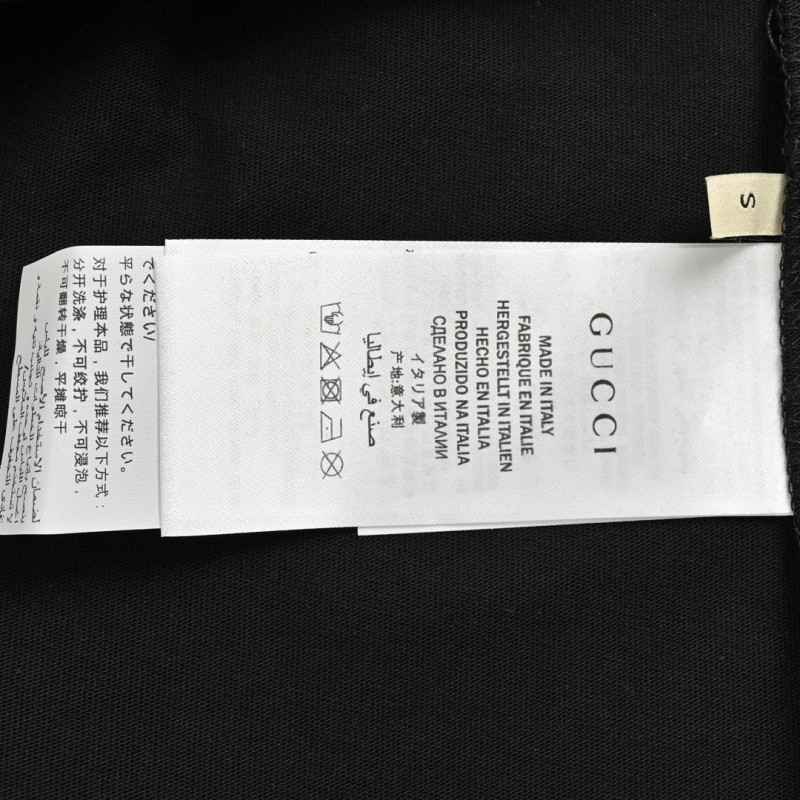 S
GUCCI
MADE IN ITALY
FABRIQUE EN ITALIE
HERGESTELLT IN ITALIEN
HECHO EN ITALIA
PRODUZIDO NA ITALIA
СДЕЛАНО В ИТАЛИИ
イタリア製
产地:意大利
صنع في إيطاليا
でください/
平らな状態で干してください。
对于护理本品，我们推荐以下方式：
分开洗涤，不可绞护，不可浸泡，
不可翻转干燥，平摊晾干